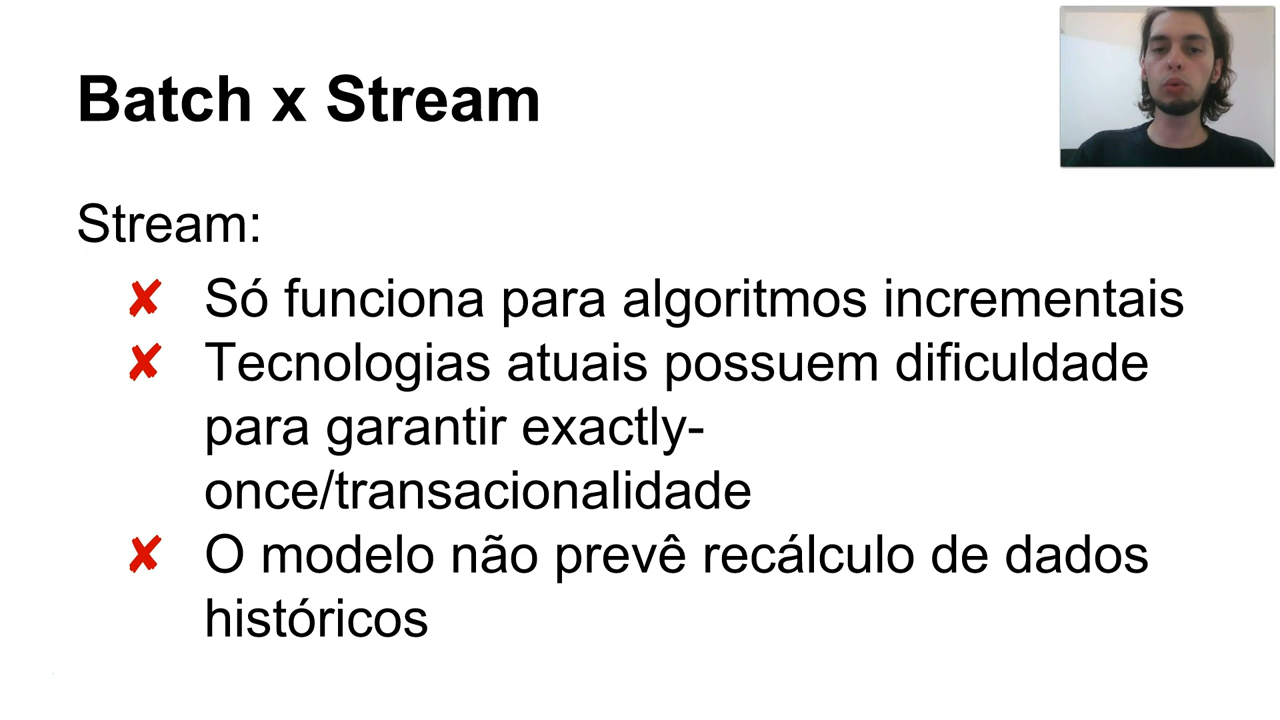 Batch x Stream
Stream:
✘ Só funciona para algoritmos incrementais
✘ Tecnologias atuais possuem dificuldade
para garantir exactly-
once/transacionalidade
✘ O modelo não prevê recálculo de dados
históricos